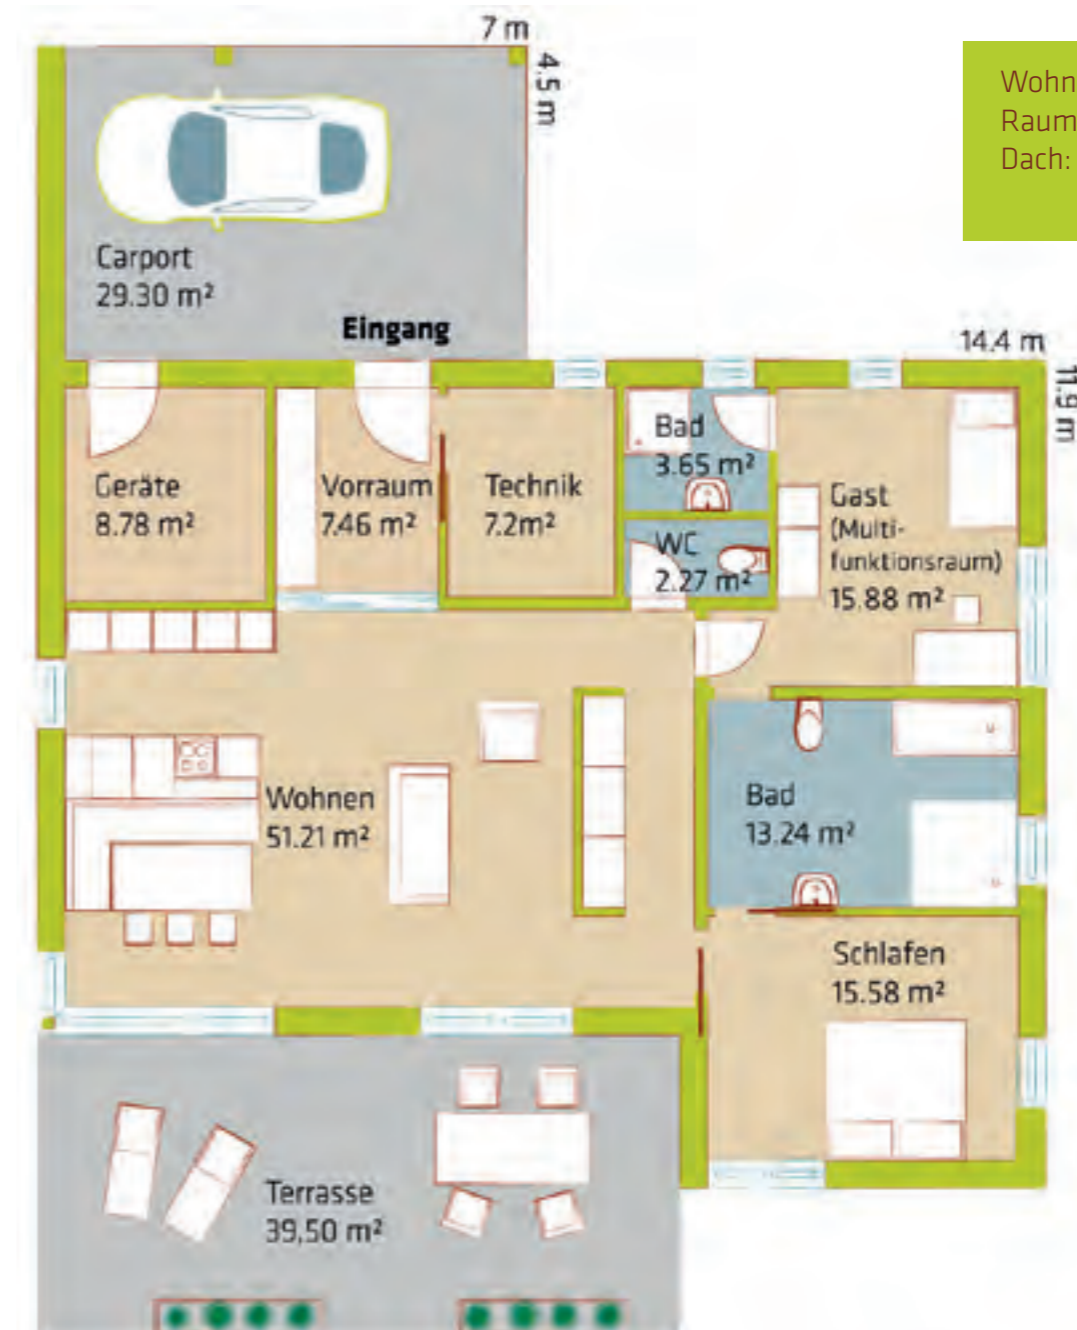 7 m
4.5 m
Wohn
Raum
Dach:
Carport
29.30 m²
Eingang
14.4 m
11.9 m
Geräte
8.78 m²
Vorraum
7.46 m²
Technik
7.2m²
Bad
3.65 m²
WC
2.27 m²
Gast
(Multi-
funktionsraum)
15.88 m²
Wohnen
51.21 m²
Bad
13.24 m²
Schlafen
15.58 m²
Terrasse
39,50 m²